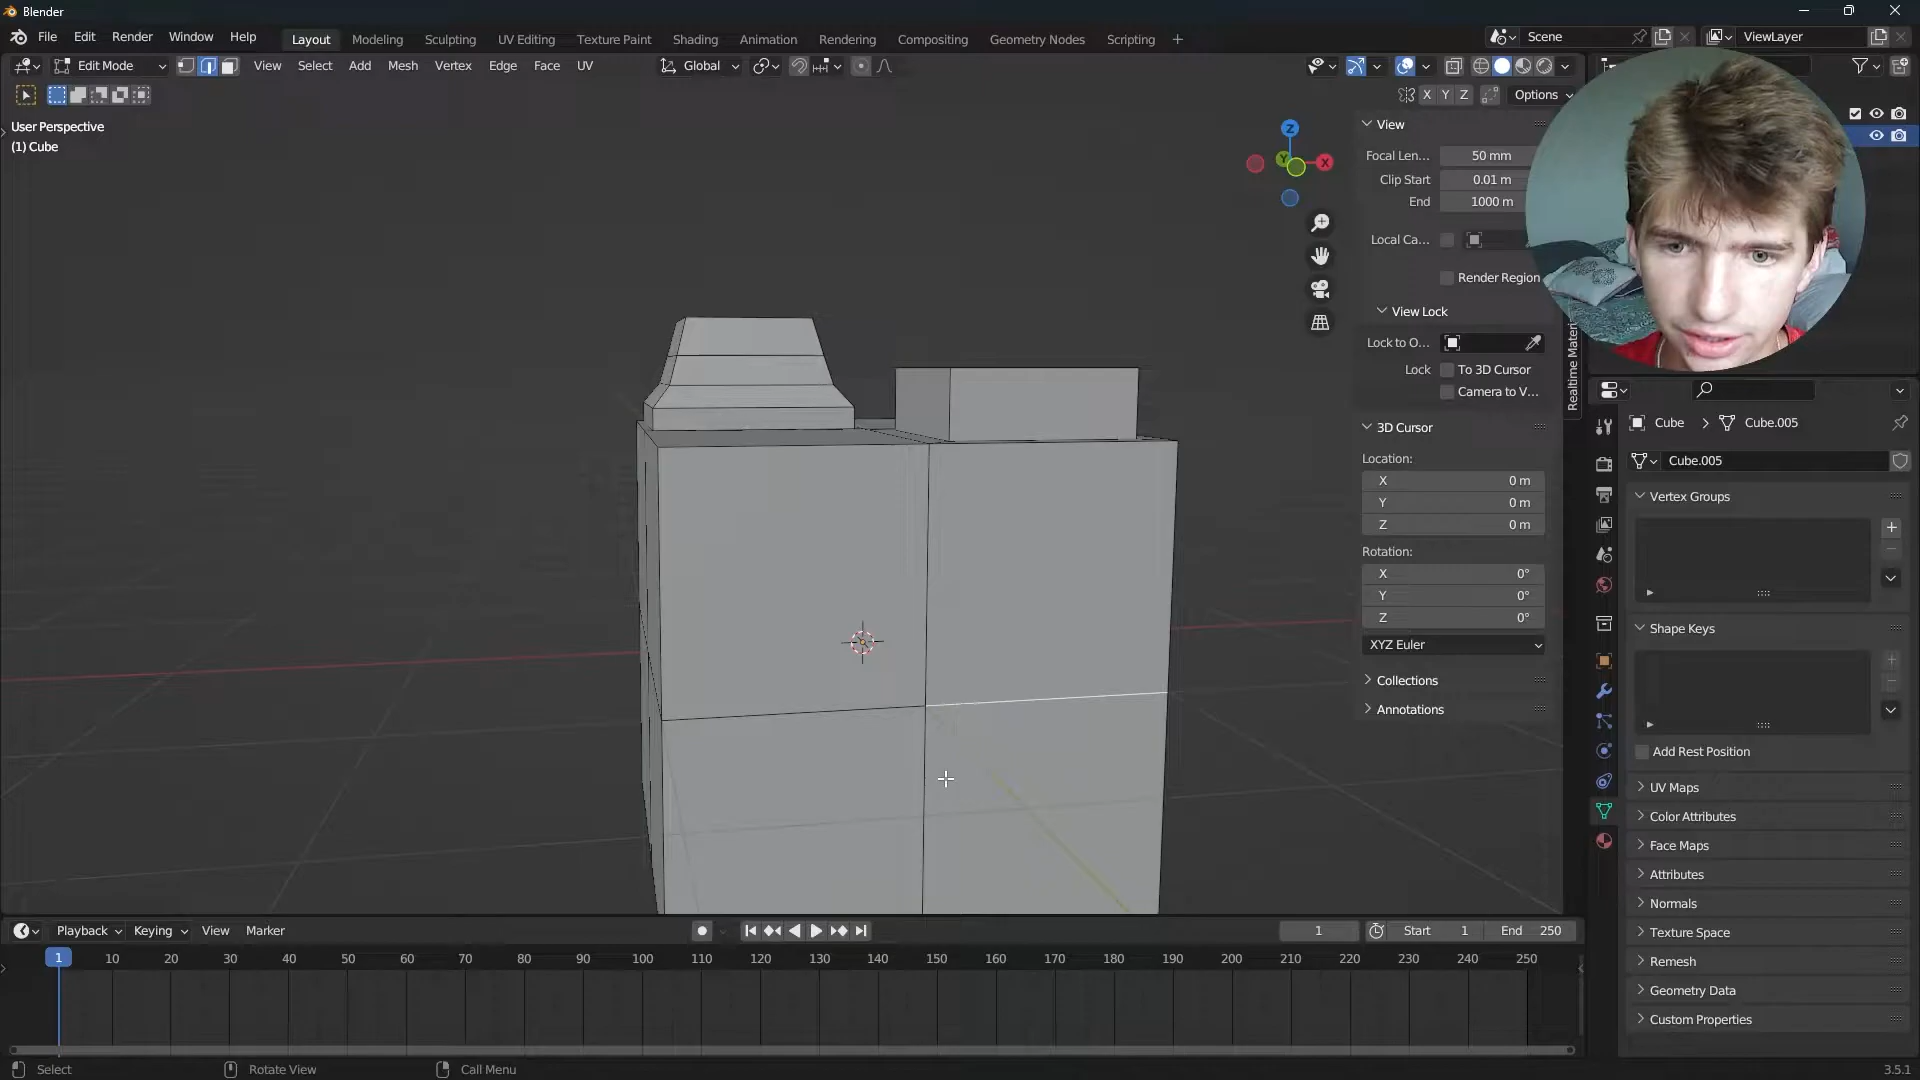 Blender
File Edit Render Window Help Layout Modeling Sculpting UV Editing Texture Paint Shading Animation Rendering Compositing Geometry Nodes Scripting + Scene ViewLayer
Edit Mode View Select Add Mesh Vertex Edge Face UV Global
X Y Z Options
User Perspective
(1) Cube
Z
Y
X
View
Focal Len... 50 mm
Clip Start 0.01 m
End 1000 m
Local Ca...
Render Region
View Lock
Lock to O...
Lock To 3D Cursor
Camera to V...
3D Cursor
Location:
X 0 m
Y 0 m
Z 0 m
Rotation:
X 0°
Y 0°
Z 0°
XYZ Euler
Collections
Annotations
Realtime Materi
Cube > Cube.005
Cube.005
Vertex Groups
Shape Keys
Add Rest Position
UV Maps
Color Attributes
Face Maps
Attributes
Normals
Texture Space
Remesh
Geometry Data
Custom Properties
Playback Keying View Marker 1 Start 1 End 250
1 10 20 30 40 50 60 70 80 90 100 110 120 130 140 150 160 170 180 190 200 210 220 230 240 250
Select Rotate View Call Menu 3.5.1